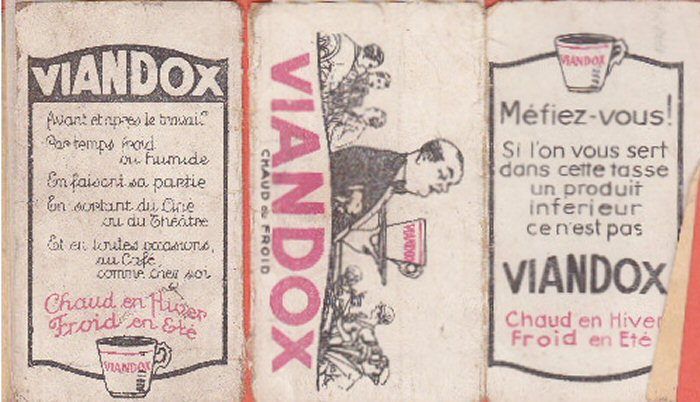 VIANDOX
Avant et après le travail
Par temps froid
ou humide
En faisant sa partie
En sortant du Ciné
ou du Théâtre
Et en toutes occasions,
au Café,
comme chez soi
Chaud en Hiver
Froid en Eté
VIANDOX
VIANDOX
CHAUD et FROID
VIANDOX
VIANDOX
Méfiez-vous!
Si l'on vous sert
dans cette tasse
un produit
inferieur
ce n'est pas
VIANDOX
Chaud en Hiver
Froid en Eté